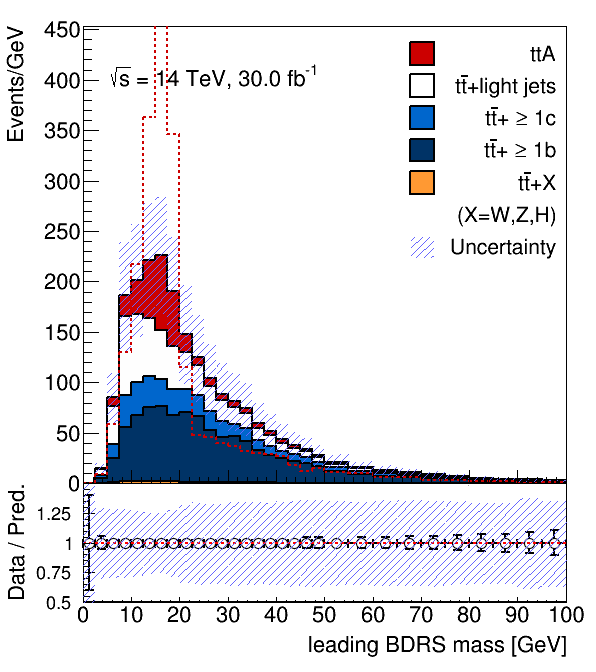 Events/GeV
450
400
350
300
250
200
150
100
50
0
√s = 14 TeV, 30.0 fb⁻¹
ttA
tt̄+light jets
tt̄+ ≥ 1c
tt̄+ ≥ 1b
tt̄+X
(X=W,Z,H)
Uncertainty
Data / Pred.
1.25
1
0.75
0.5
0 10 20 30 40 50 60 70 80 90 100
leading BDRS mass [GeV]